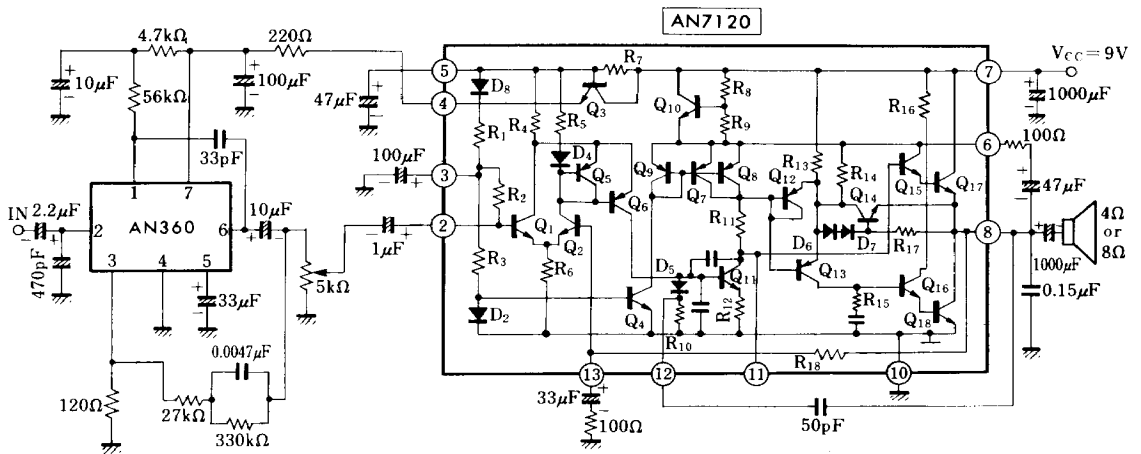 AN7120
4.7kΩ
220Ω
10μF
56kΩ
100μF
47μF
33pF
1
7
AN360
IN
2.2μF
2
6
10μF
470pF
3
4
5
33μF
5kΩ
0.0047μF
120Ω
27kΩ
330kΩ
100μF
1μF
5
4
3
2
D8
R1
R2
R3
D2
R4
R5
D4
Q3
R7
Q5
Q6
Q1
Q2
R6
Q4
Q10
R8
R9
Q9
Q7
Q8
R11
D5
Q11
R12
R10
Q12
R13
R14
Q14
D6
D7
R17
Q13
R15
R16
Q15
Q17
Q16
Q18
R18
13
12
11
10
7
6
8
VCC=9V
1000μF
100Ω
47μF
4Ω
or
8Ω
1000μF
0.15μF
33μF
100Ω
50pF